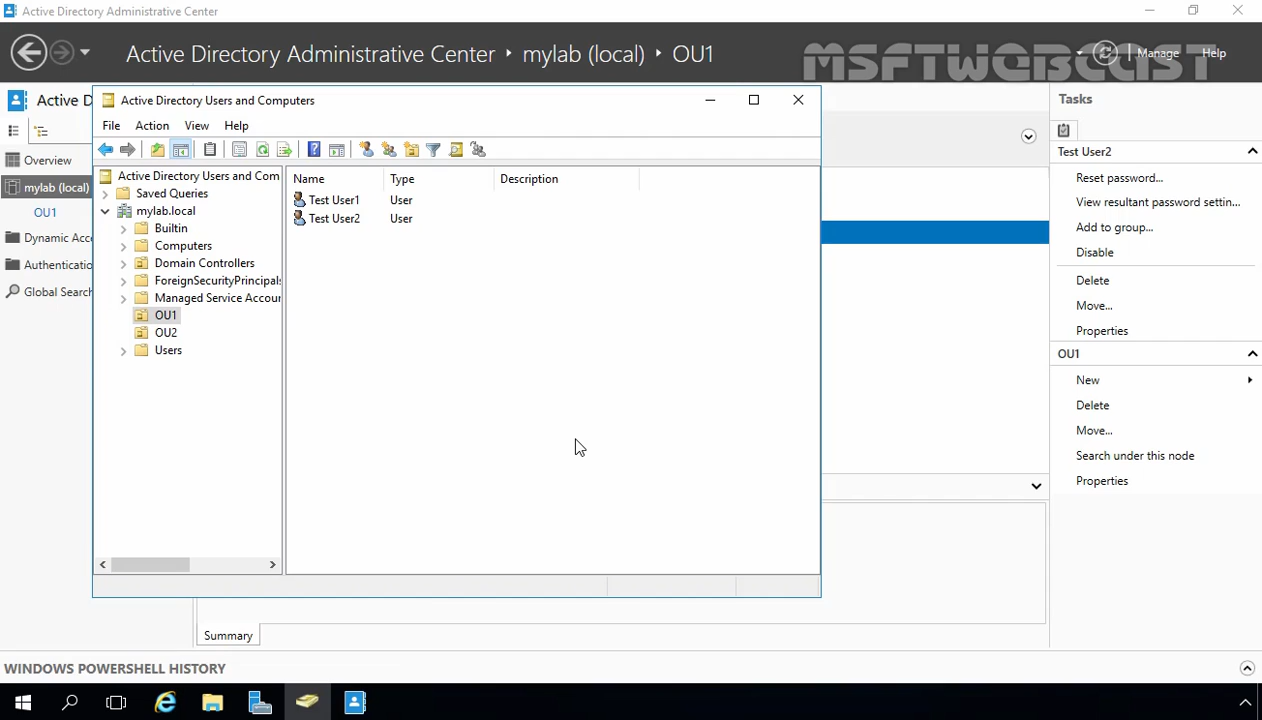 Active Directory Administrative Center
Active Directory Administrative Center • mylab (local) • OU1
Manage
Help
MSFTWEBCAST
Active D
Overview
mylab (local)
OU1
Dynamic Acc
Authenticatio
Global Search
Active Directory Users and Computers
File
Action
View
Help
Active Directory Users and Com
Saved Queries
mylab.local
Builtin
Computers
Domain Controllers
ForeignSecurityPrincipals
Managed Service Accour
OU1
OU2
Users
Name
Type
Description
Test User1
User
Test User2
User
Summary
Tasks
Test User2
Reset password...
View resultant password settin...
Add to group...
Disable
Delete
Move...
Properties
OU1
New
Delete
Move...
Search under this node
Properties
WINDOWS POWERSHELL HISTORY